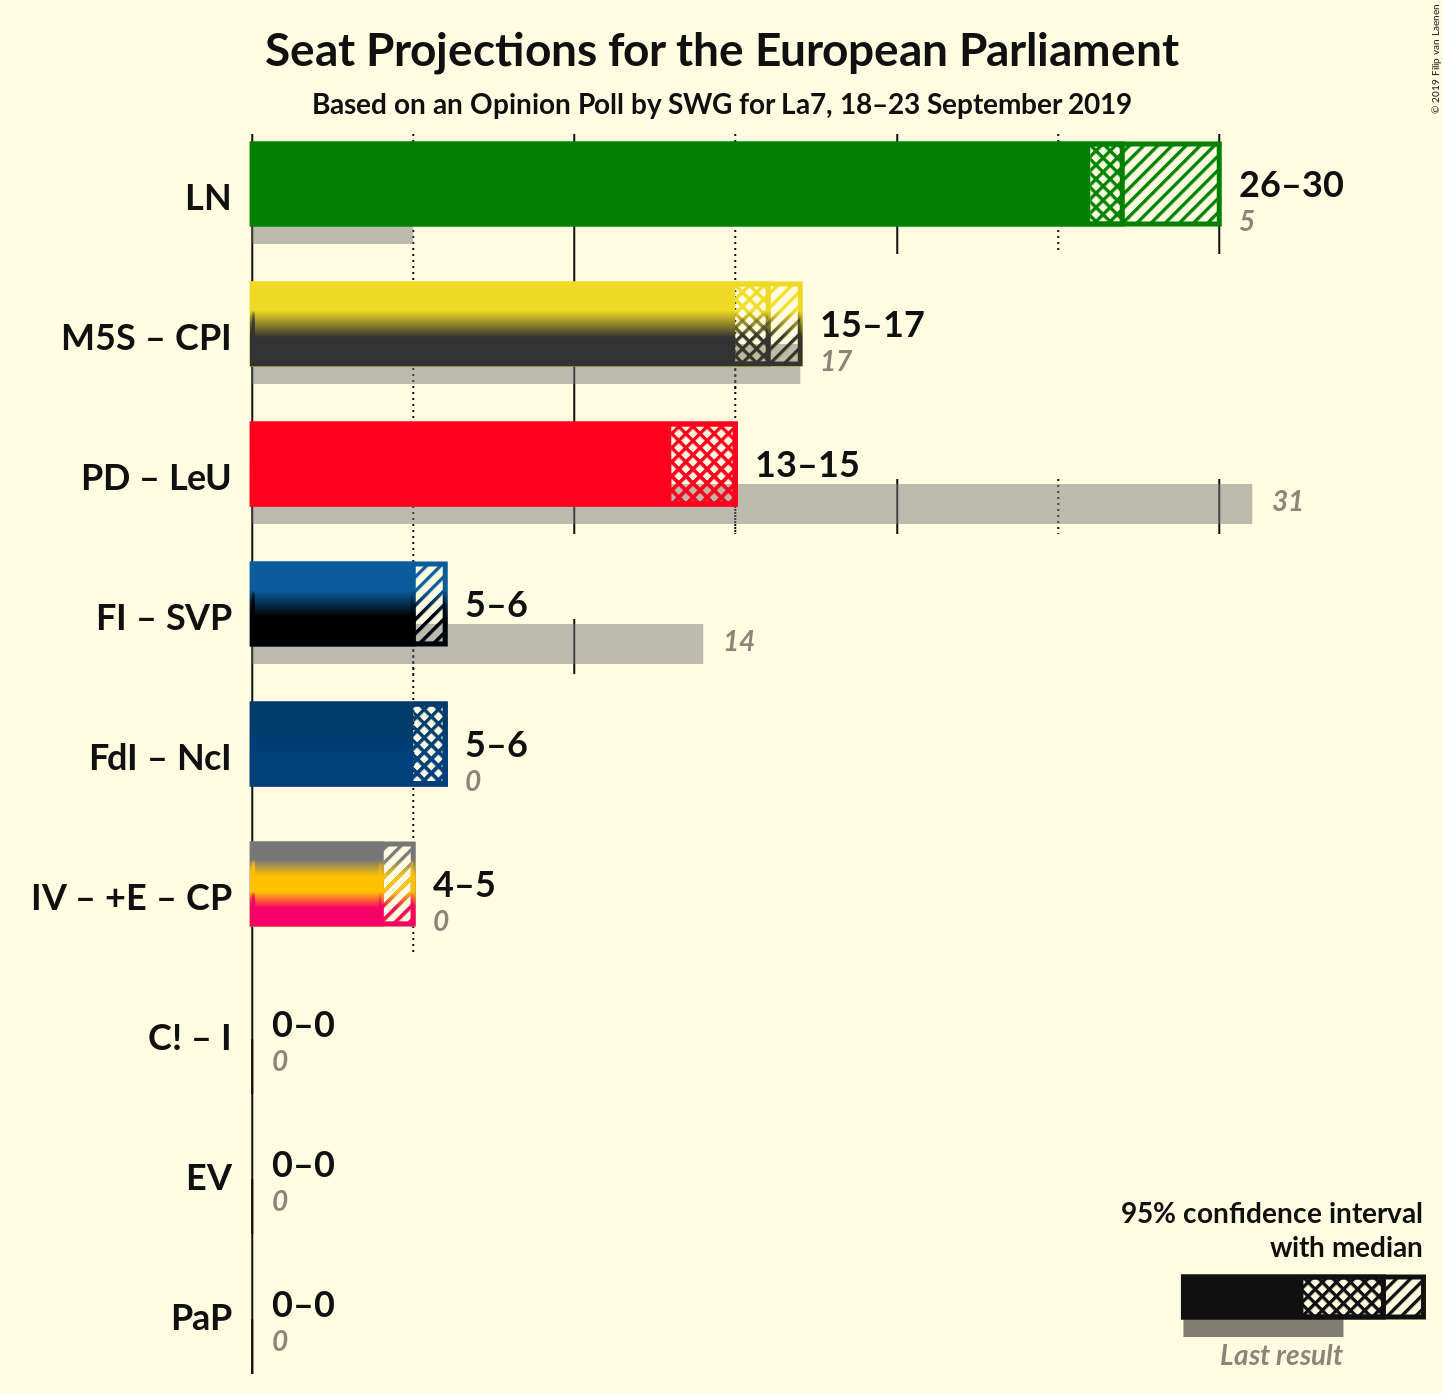 Seat Projections for the European Parliament
Based on an Opinion Poll by SWG for La7, 18–23 September 2019
© 2019 Filip van Laenen
LN
26–30
5
M5S – CPI
15–17
17
PD – LeU
13–15
31
FI – SVP
5–6
14
FdI – NcI
5–6
0
IV – +E – CP
4–5
0
C! – I
0–0
0
EV
0–0
0
PaP
0–0
0
95% confidence interval
with median
Last result